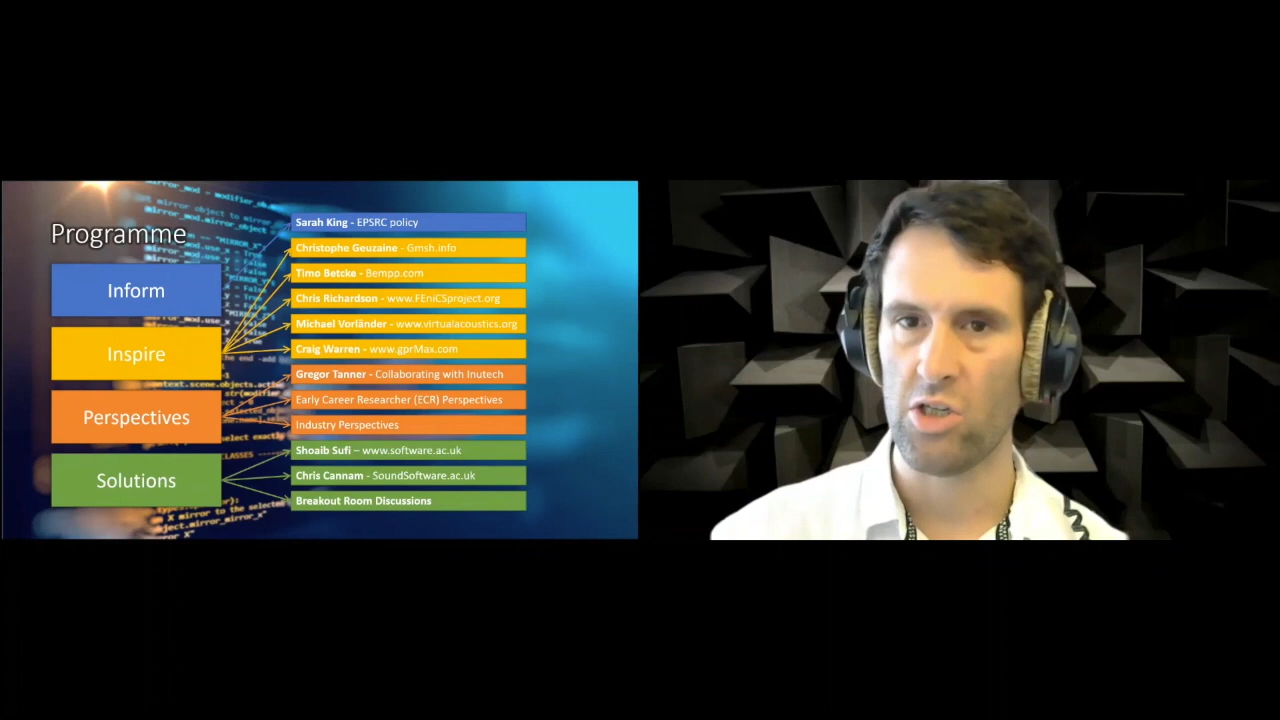 Programme
Inform
Inspire
Perspectives
Solutions
Sarah King - EPSRC policy
Christophe Geuzaine - Gmsh.info
Timo Betcke - Bempp.com
Chris Richardson - www.FEniCSproject.org
Michael Vorländer - www.virtualacoustics.org
Craig Warren - www.gprMax.com
Gregor Tanner - Collaborating with Inutech
Early Career Researcher (ECR) Perspectives
Industry Perspectives
Shoaib Sufi – www.software.ac.uk
Chris Cannam - SoundSoftware.ac.uk
Breakout Room Discussions